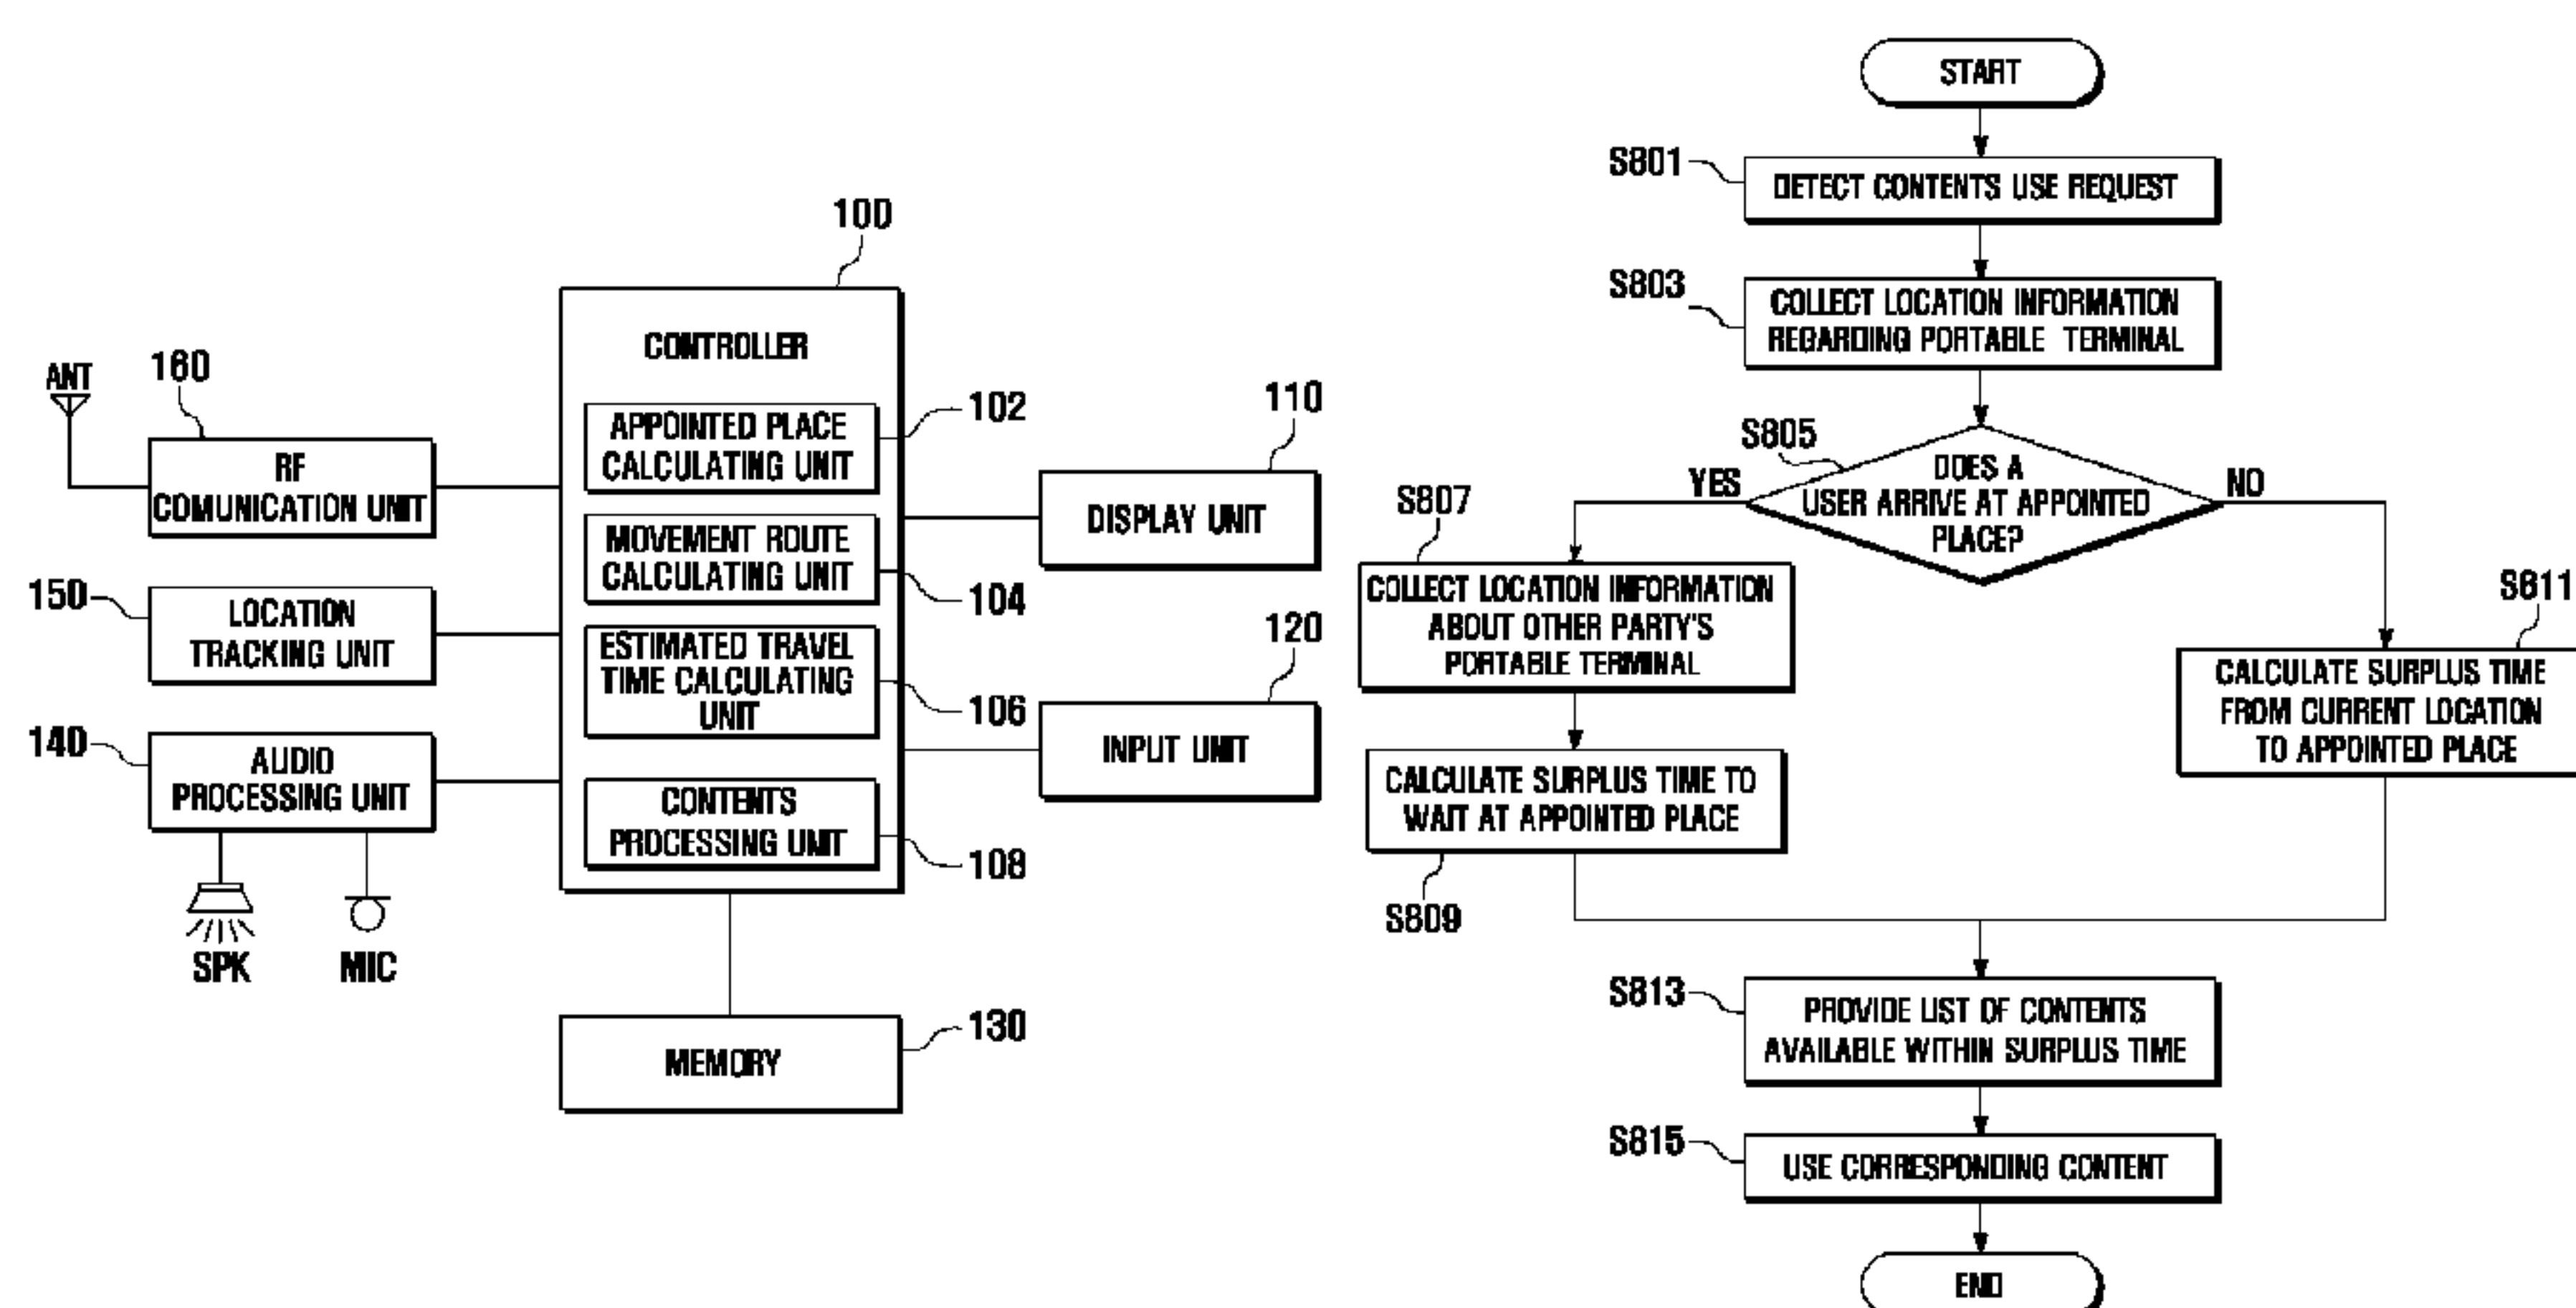 100
CONTROLLER
ANT
160
RF
COMUNICATION UNIT
APPOINTED PLACE
CALCULATING UNIT
102
MOVEMENT ROUTE
CALCULATING UNIT
104
150
LOCATION
TRACKING UNIT
ESTIMATED TRAVEL
TIME CALCULATING
UNIT
106
140
AUDIO
PROCESSING UNIT
CONTENTS
PROCESSING UNIT
108
SPK
MIC
110
DISPLAY UNIT
120
INPUT UNIT
130
MEMORY
START
S801
DETECT CONTENTS USE REQUEST
S803
COLLECT LOCATION INFORMATION
REGARDING PORTABLE TERMINAL
S805
DOES A
USER ARRIVE AT APPOINTED
PLACE?
YES
NO
S807
COLLECT LOCATION INFORMATION
ABOUT OTHER PARTY'S
PORTABLE TERMINAL
S811
CALCULATE SURPLUS TIME
FROM CURRENT LOCATION
TO APPOINTED PLACE
CALCULATE SURPLUS TIME TO
WAIT AT APPOINTED PLACE
S809
S813
PROVIDE LIST OF CONTENTS
AVAILABLE WITHIN SURPLUS TIME
S815
USE CORRESPONDING CONTENT
END